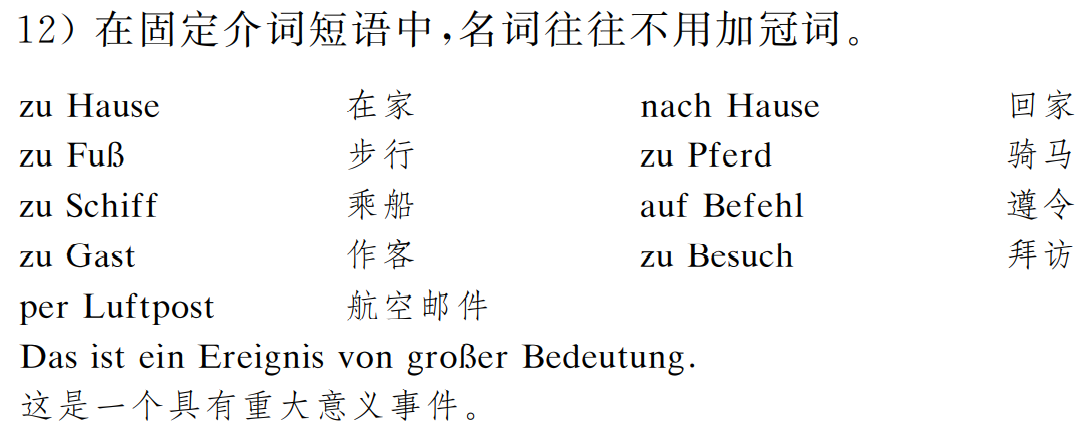 12）在固定介词短语中,名词往往不用加冠词。
zu Hause 在家 nach Hause 回家
zu Fuß 步行 zu Pferd 骑马
zu Schiff 乘船 auf Befehl 遵令
zu Gast 作客 zu Besuch 拜访
per Luftpost 航空邮件
Das ist ein Ereignis von großer Bedeutung.
这是一个具有重大意义事件。